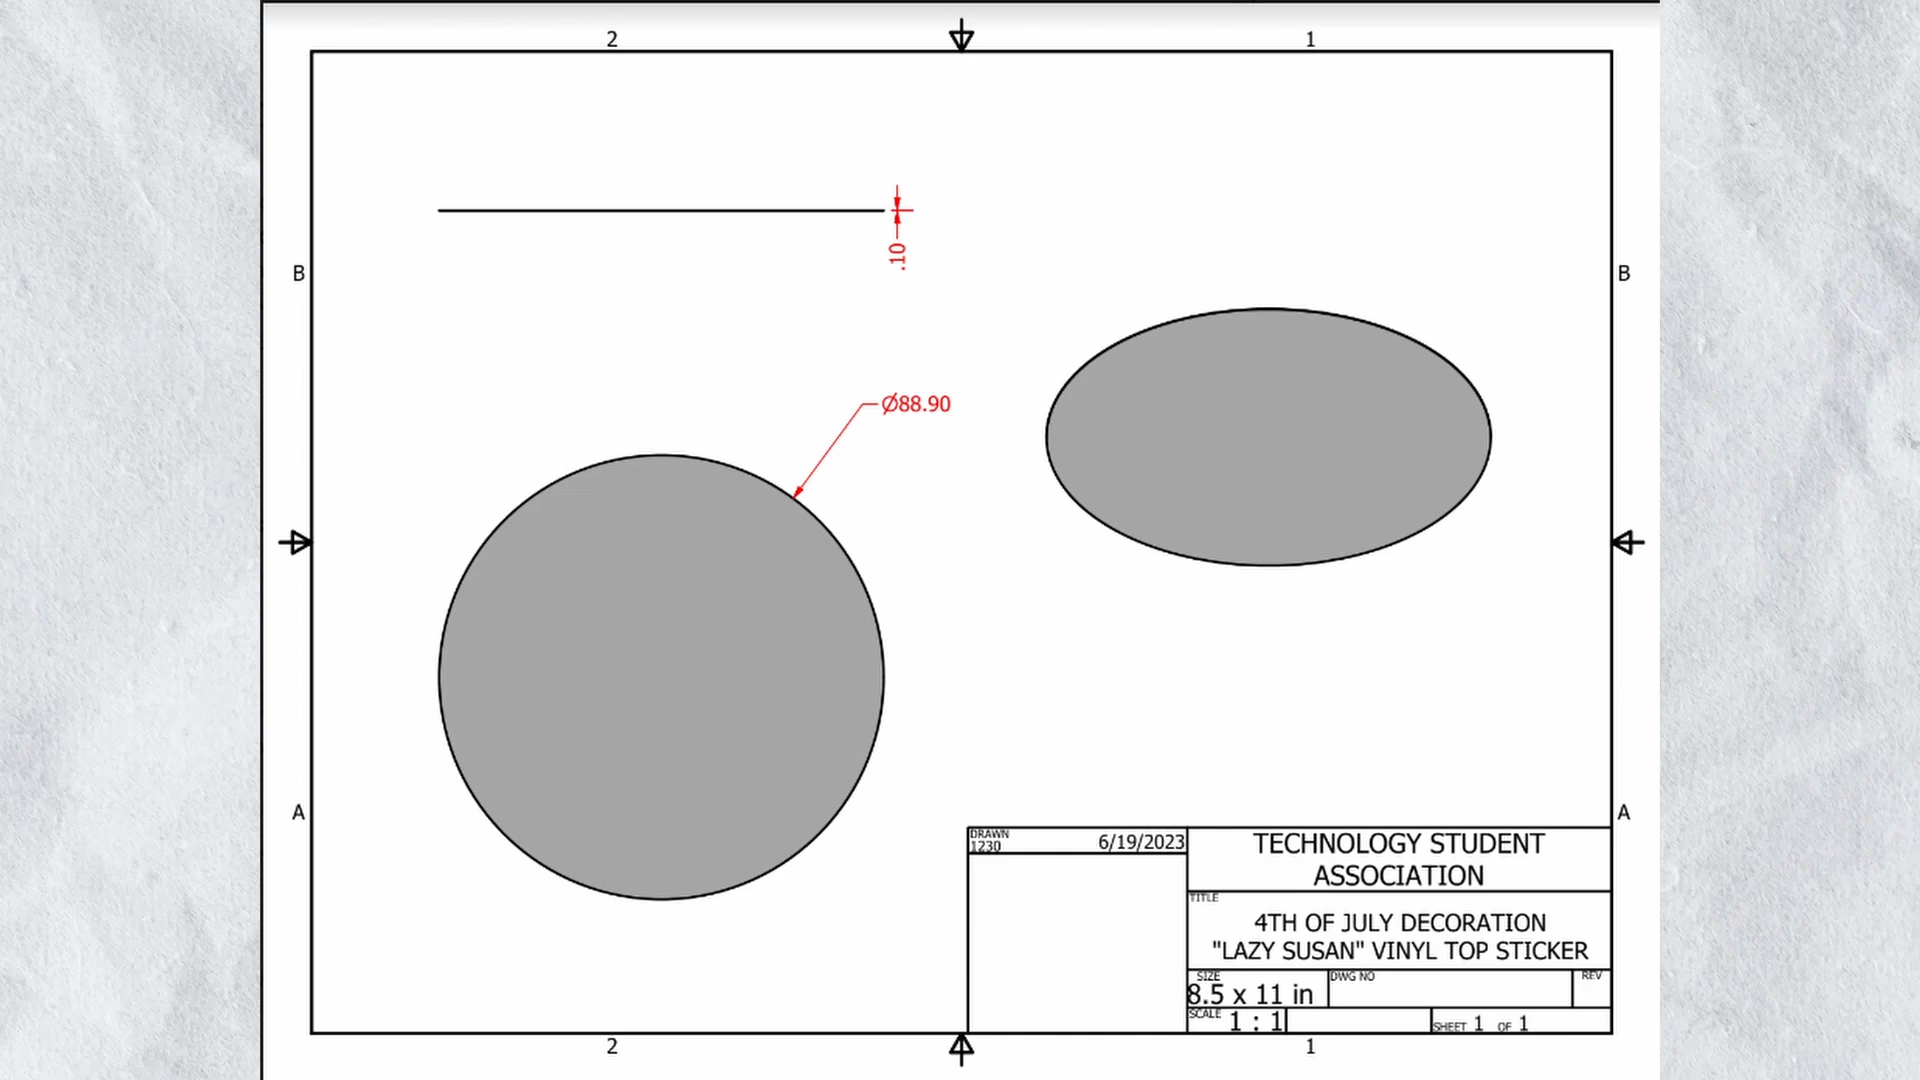 2
1
.10
B
B
Ø88.90
A
A
DRAWN
1230
6/19/2023
TECHNOLOGY STUDENT
ASSOCIATION
TITLE
4TH OF JULY DECORATION
"LAZY SUSAN" VINYL TOP STICKER
SIZE
8.5 x 11 in
DWG NO
REV
SCALE
1 : 1
SHEET 1 OF 1
2
1